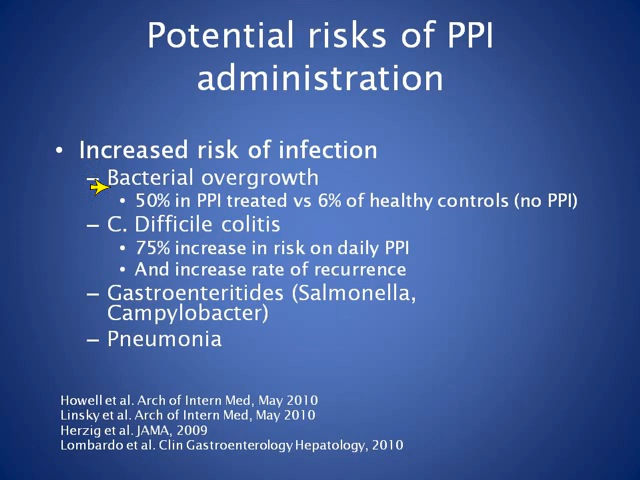 Potential risks of PPI
administration
• Increased risk of infection
– Bacterial overgrowth
• 50% in PPI treated vs 6% of healthy controls (no PPI)
– C. Difficile colitis
• 75% increase in risk on daily PPI
• And increase rate of recurrence
– Gastroenteritides (Salmonella,
Campylobacter)
– Pneumonia
Howell et al. Arch of Intern Med, May 2010
Linsky et al. Arch of Intern Med, May 2010
Herzig et al. JAMA, 2009
Lombardo et al. Clin Gastroenterology Hepatology, 2010